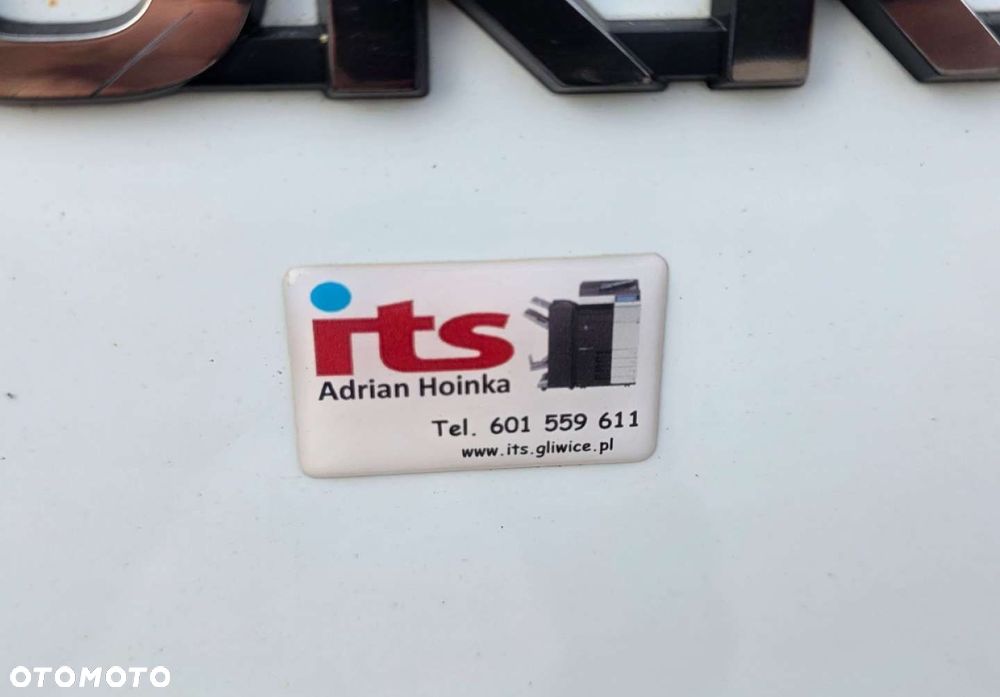 its
Adrian Hoinka
Tel. 601 559 611
www.its.gliwice.pl
OTOMOTO